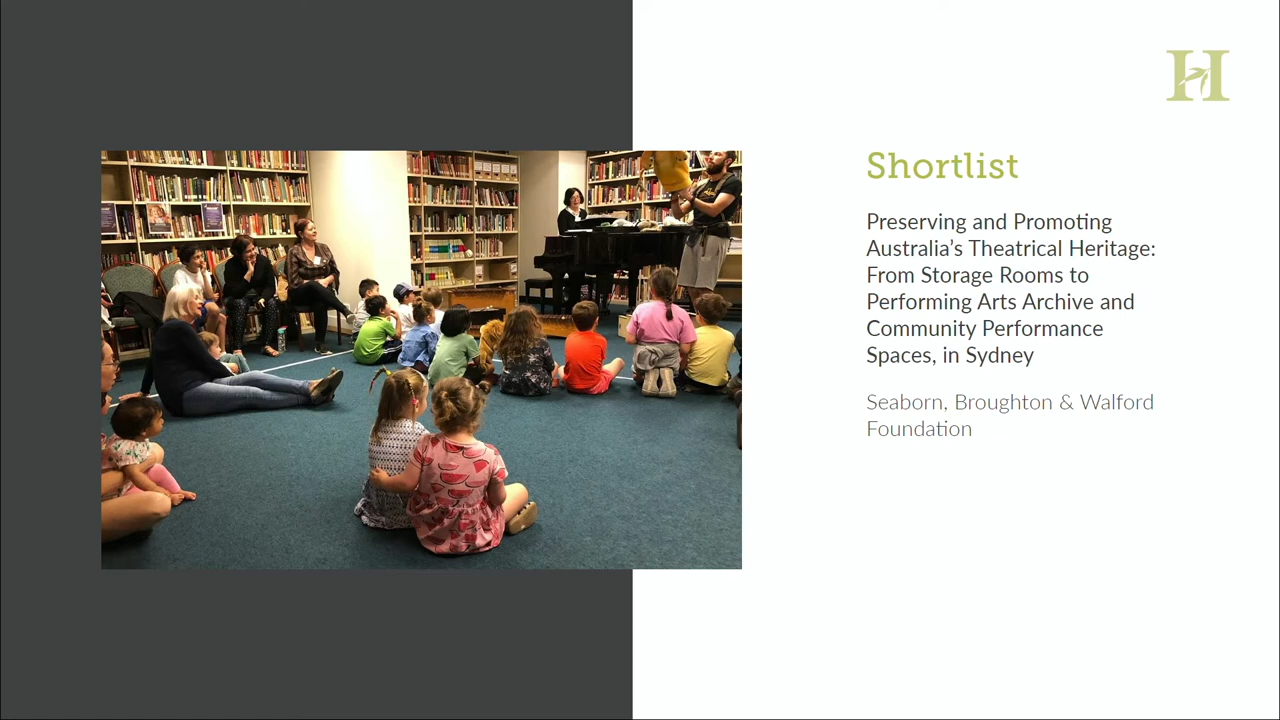 H
Shortlist
Preserving and Promoting
Australia’s Theatrical Heritage:
From Storage Rooms to
Performing Arts Archive and
Community Performance
Spaces, in Sydney
Seaborn, Broughton & Walford
Foundation